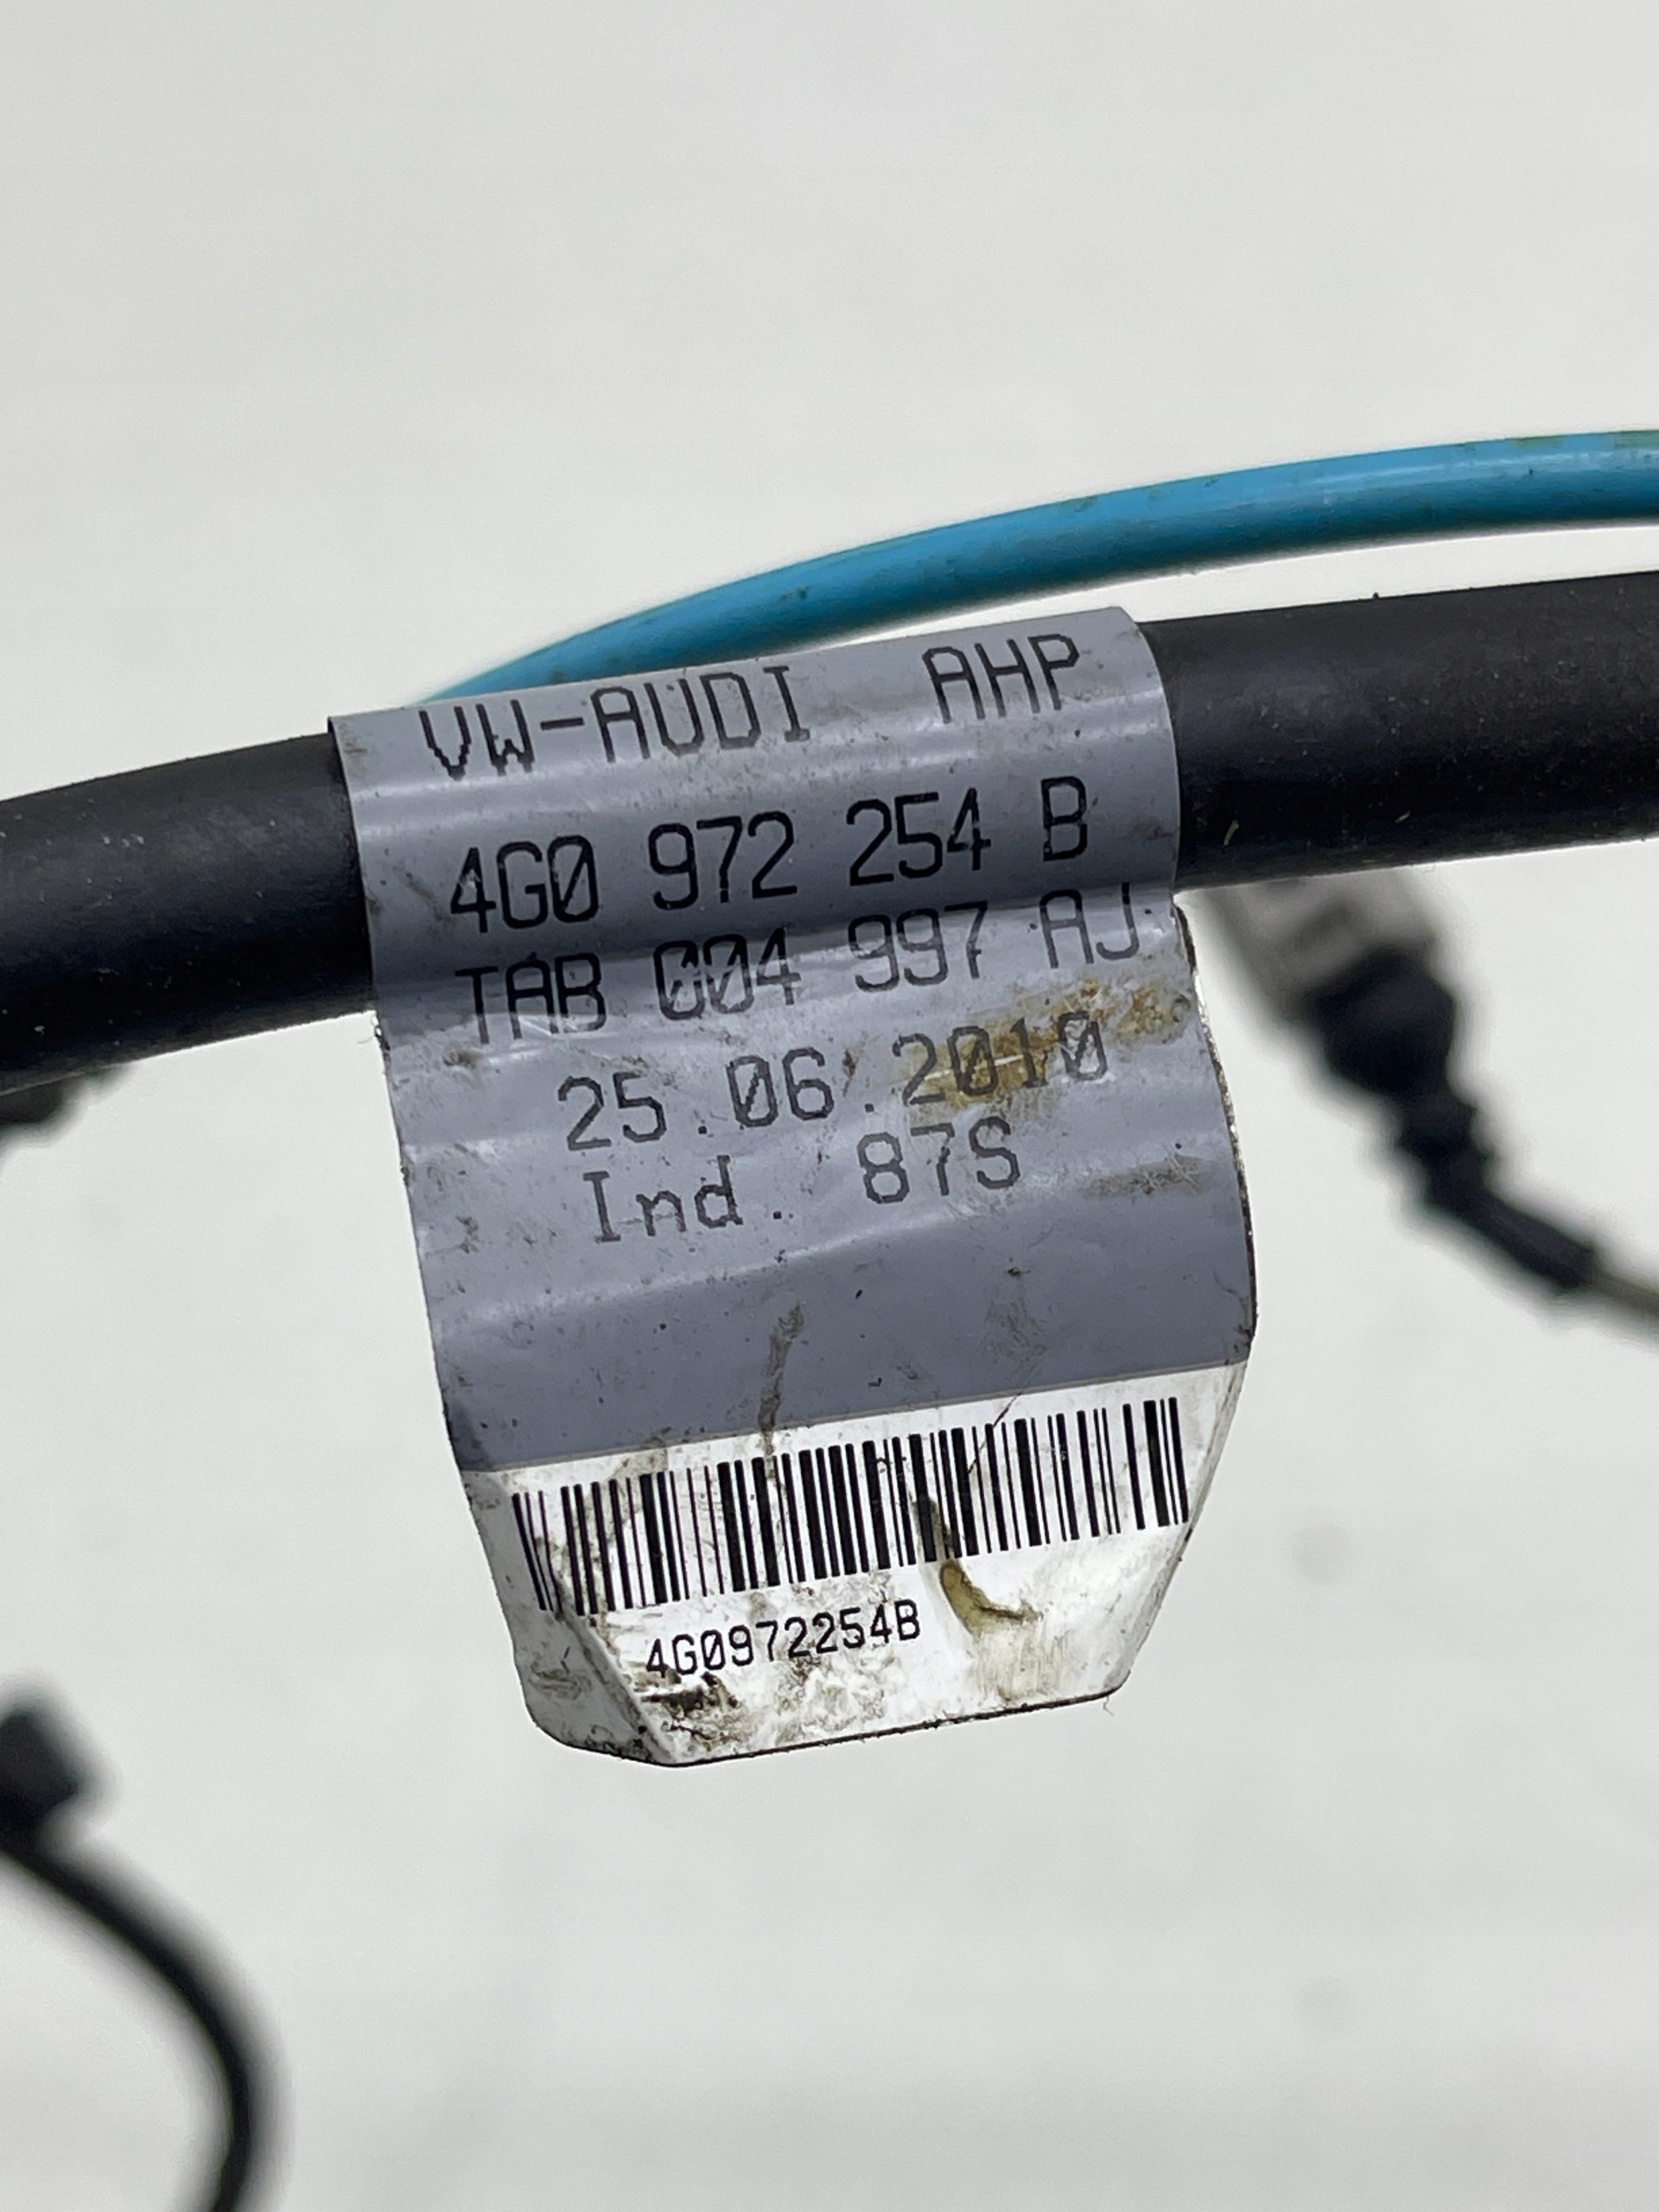 VW-AUDI AHP
4G0 972 254 B
TAB 004 997 AJ
25.06.2010
Ind. 87S
4G0972254B